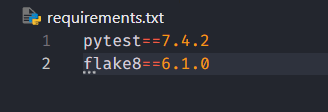 requirements.txt
1 pytest==7.4.2
2 flake8==6.1.0